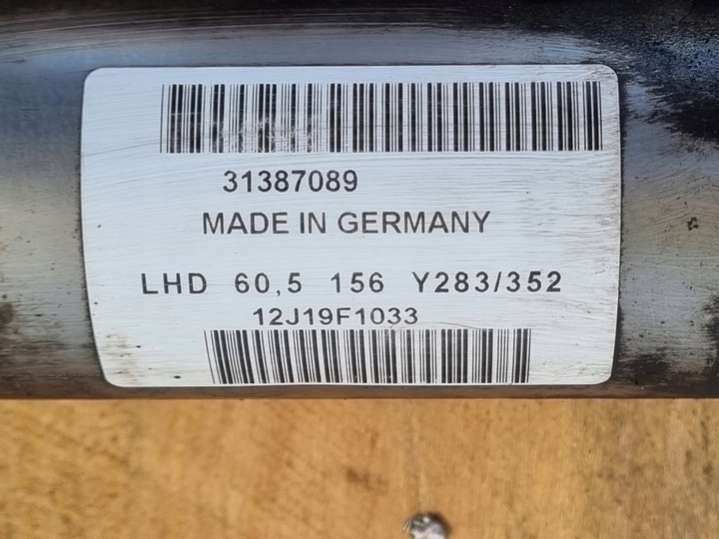 31387089
MADE IN GERMANY
LHD 60,5 156 Y283/352
12J19F1033